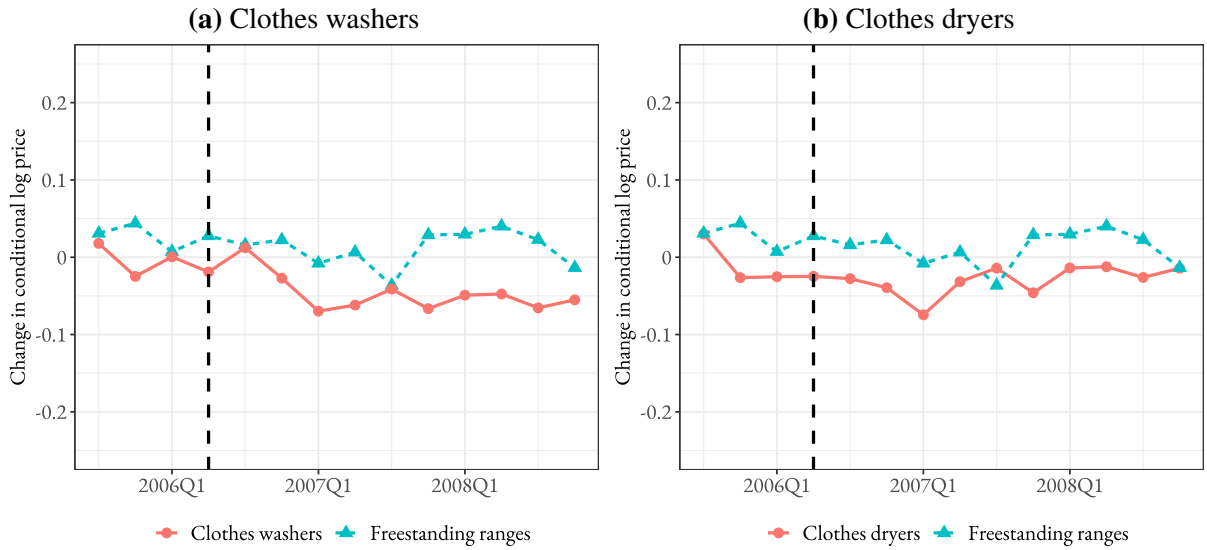 (a) Clothes washers
Change in conditional log price
0.2
0.1
0
-0.1
-0.2
2006Q1 2007Q1 2008Q1
Clothes washers Freestanding ranges
(b) Clothes dryers
Change in conditional log price
0.2
0.1
0
-0.1
-0.2
2006Q1 2007Q1 2008Q1
Clothes dryers Freestanding ranges